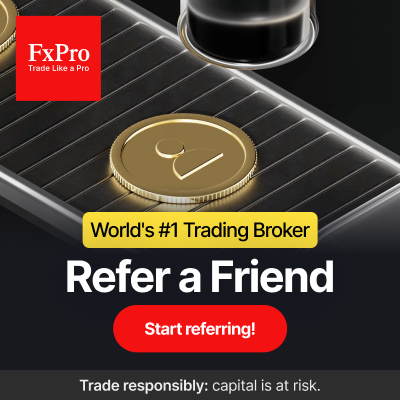 FxPro
Trade Like a Pro
World's #1 Trading Broker
Refer a Friend
Start referring!
Trade responsibly: capital is at risk.